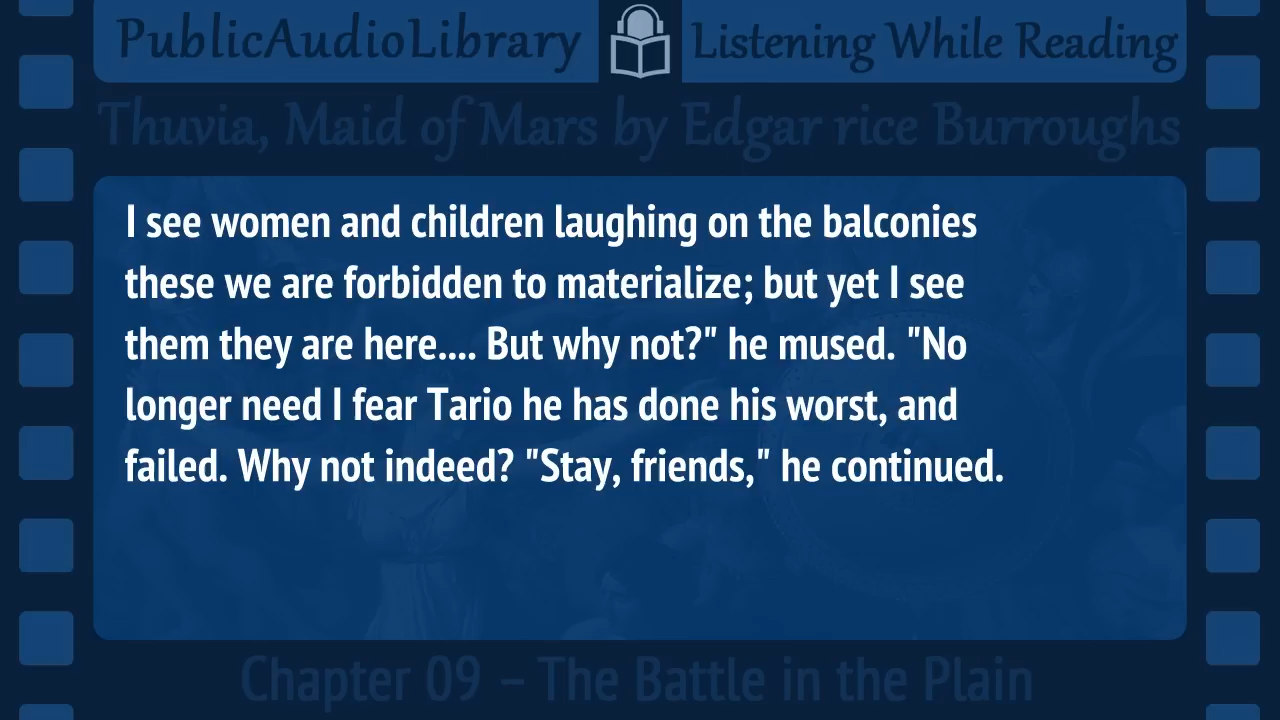 PublicAudioLibrary Listening While Reading
Thuvia, Maid of Mars by Edgar rice Burroughs
I see women and children laughing on the balconies
these we are forbidden to materialize; but yet I see
them they are here.... But why not?" he mused. "No
longer need I fear Tario he has done his worst, and
failed. Why not indeed? "Stay, friends," he continued.
Chapter 09 – The Battle in the Plain